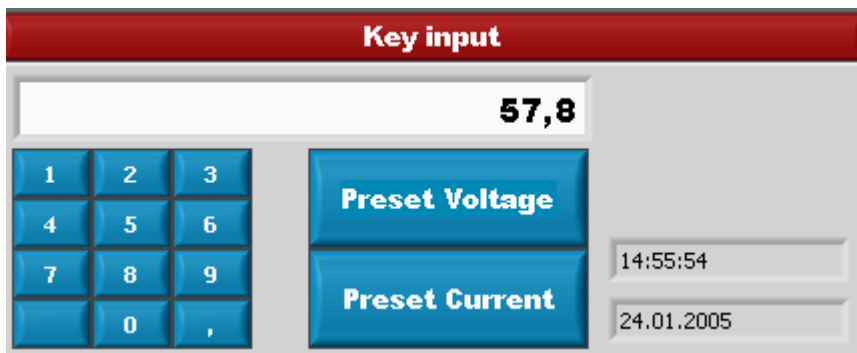 Key input
57,8
1 2 3
4 5 6
7 8 9
0 ,
Preset Voltage
Preset Current
14:55:54
24.01.2005